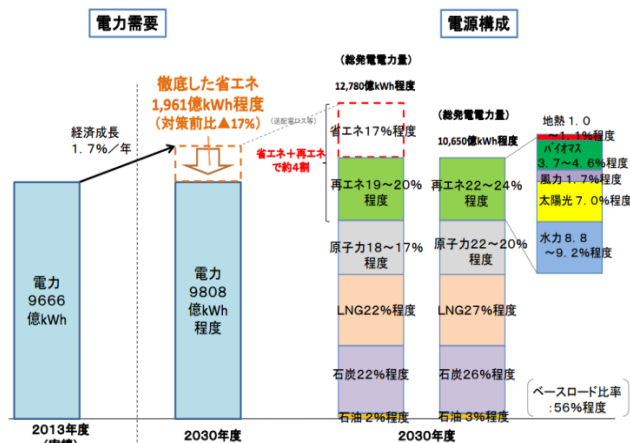 電力需要
電源構成
徹底した省エネ
1,961億kWh程度
(対策前比▲17%)
経済成長
1．7%／年
(送配電ロス等)
電力
9666
億kWh
電力
9808
億kWh
程度
2013年度
(実績)
2030年度
(総発電電力量)
12,780億kWh程度
省エネ＋再エネ
で約4割
省エネ17%程度
再エネ19～20%
程度
原子力18～17%
程度
LNG22%程度
石炭22%程度
石油 2%程度
(総発電電力量)
10,650億kWh程度
再エネ22～24%
程度
原子力22～20%
程度
LNG27%程度
石炭26%程度
石油 3%程度
2030年度
地熱 1．0
～1．1%程度
バイオマス
3．7～4．6%程度
風力 1．7%程度
太陽光 7．0%程度
水力 8．8
～9．2%程度
ベースロード比率
:56%程度